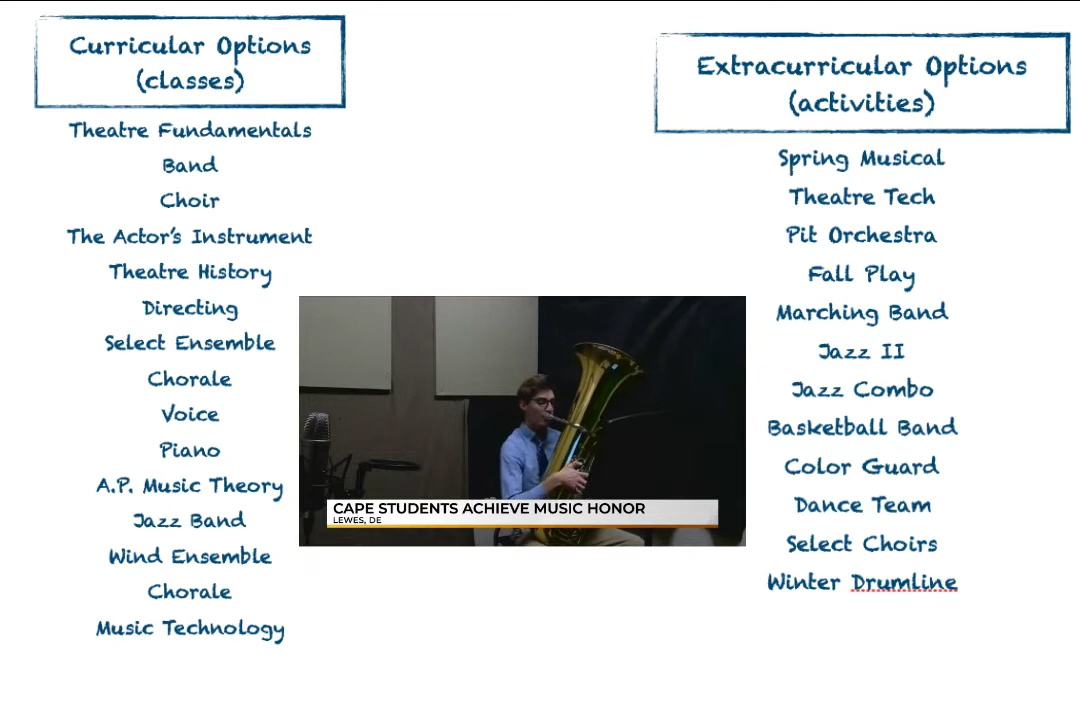 Curricular Options
(classes)
Theatre Fundamentals
Band
Choir
The Actor's Instrument
Theatre History
Directing
Select Ensemble
Chorale
Voice
Piano
A.P. Music Theory
Jazz Band
Wind Ensemble
Chorale
Music Technology
CAPE STUDENTS ACHIEVE MUSIC HONOR
LEWES, DE
Extracurricular Options
(activities)
Spring Musical
Theatre Tech
Pit Orchestra
Fall Play
Marching Band
Jazz II
Jazz Combo
Basketball Band
Color Guard
Dance Team
Select Choirs
Winter Drumline